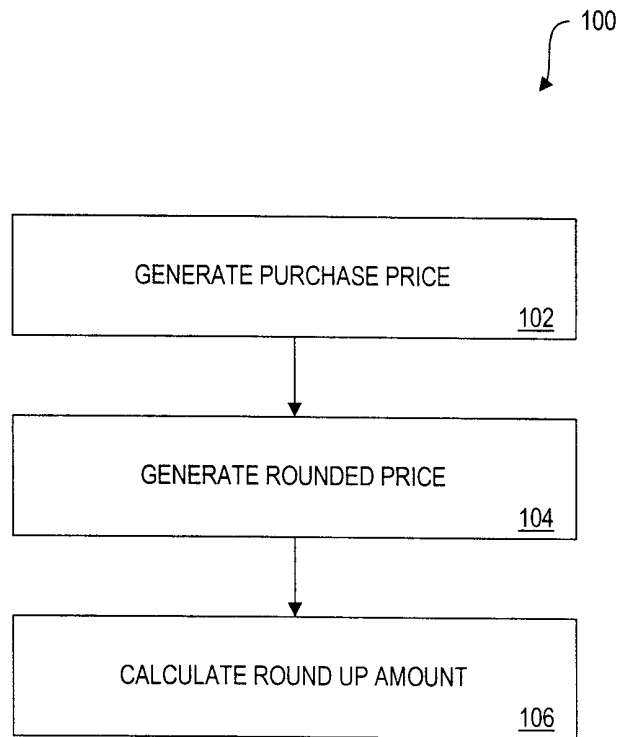 100
GENERATE PURCHASE PRICE
102
GENERATE ROUNDED PRICE
104
CALCULATE ROUND UP AMOUNT
106